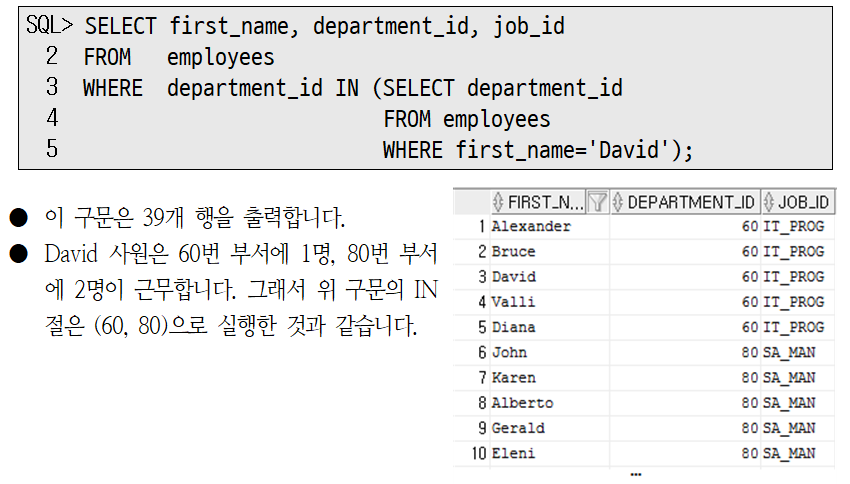 SQL> SELECT first_name, department_id, job_id
2 FROM employees
3 WHERE department_id IN (SELECT department_id
4 FROM employees
5 WHERE first_name='David');
● 이 구문은 39개 행을 출력합니다.
● David 사원은 60번 부서에 1명, 80번 부서
에 2명이 근무합니다. 그래서 위 구문의 IN
절은 (60, 80)으로 실행한 것과 같습니다.
FIRST_N... DEPARTMENT_ID JOB_ID
1 Alexander 60 IT_PROG
2 Bruce 60 IT_PROG
3 David 60 IT_PROG
4 Valli 60 IT_PROG
5 Diana 60 IT_PROG
6 John 80 SA_MAN
7 Karen 80 SA_MAN
8 Alberto 80 SA_MAN
9 Gerald 80 SA_MAN
10 Eleni 80 SA_MAN
...